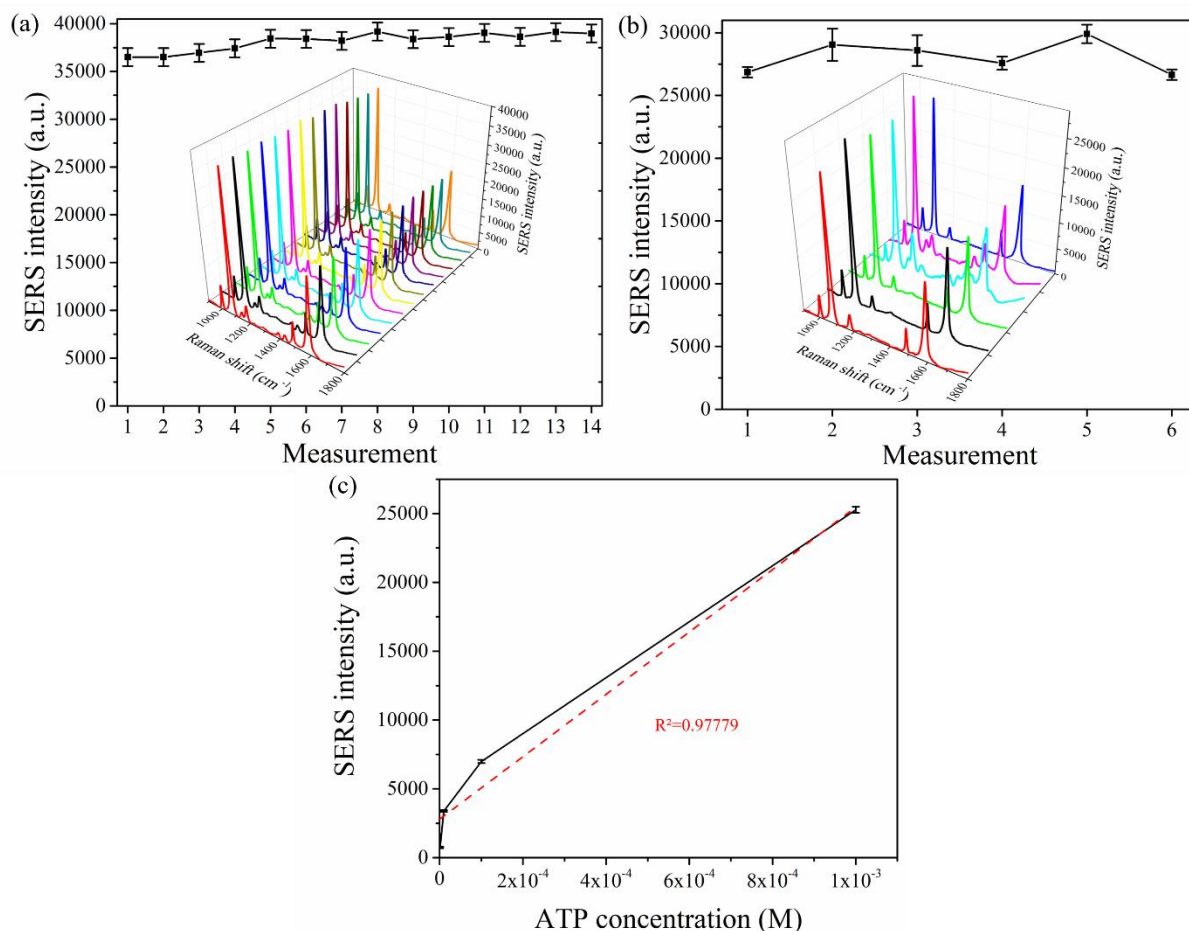 (a)
40000
35000
30000
25000
20000
15000
10000
5000
0
SERS intensity (a.u.)
1 2 3 4 5 6 7 8 9 10 11 12 13 14
Measurement
40000
35000
30000
25000
20000
15000
10000
5000
0
SERS intensity (a.u.)
1000 1200 1400 1600 1800
Raman shift (cm⁻¹)
(b)
30000
25000
20000
15000
10000
5000
0
SERS intensity (a.u.)
1 2 3 4 5 6
Measurement
25000
20000
15000
10000
5000
0
SERS intensity (a.u.)
1000 1200 1400 1600 1800
Raman shift (cm⁻¹)
(c)
25000
20000
15000
10000
5000
0
SERS intensity (a.u.)
R²=0.97779
0 2x10⁻⁴ 4x10⁻⁴ 6x10⁻⁴ 8x10⁻⁴ 1x10⁻³
ATP concentration (M)